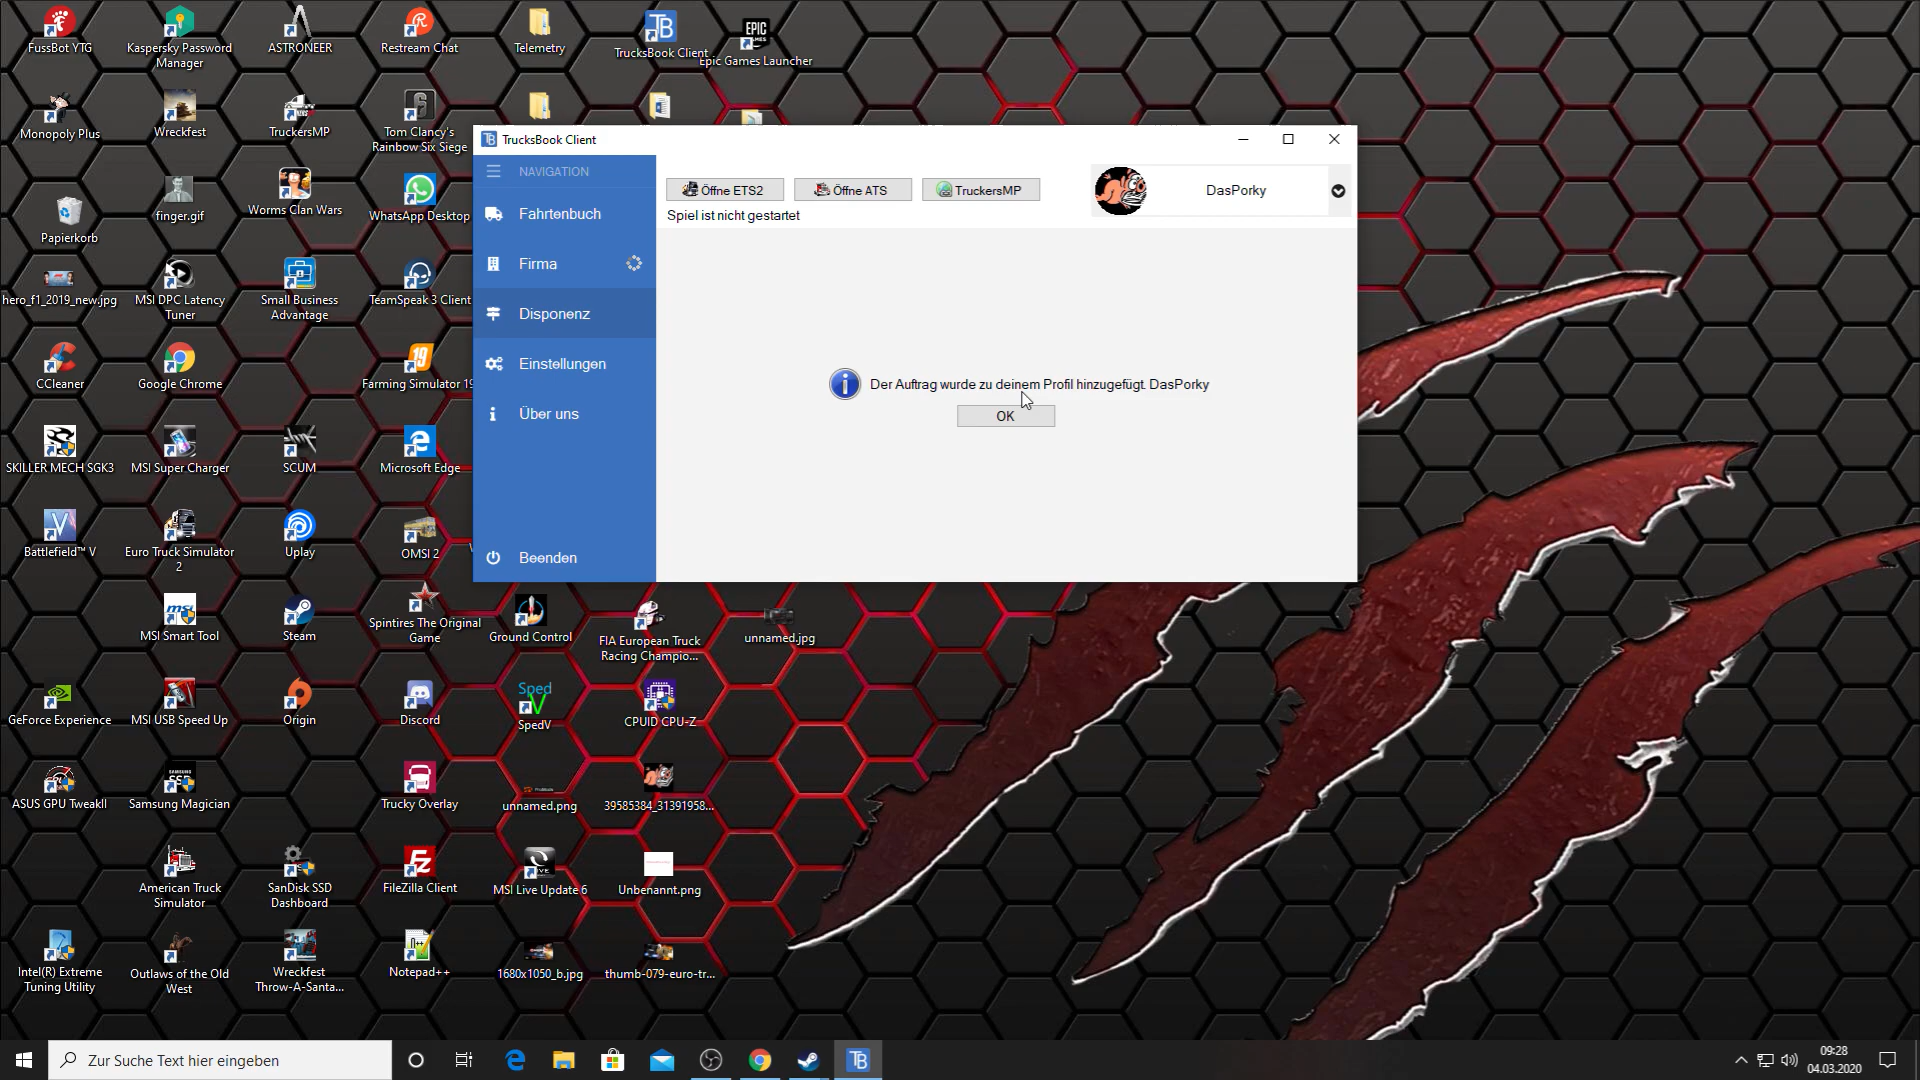 FussBot YTG
Kaspersky Password
Manager
ASTRONEER
Restream Chat
Telemetry
TrucksBook Client
EPIC
GAMES
Epic Games Launcher
Monopoly Plus
Wreckfest
TruckersMP
Tom Clancy's
Rainbow Six Siege
TrucksBook Client
NAVIGATION
Öffne ETS2
Öffne ATS
TruckersMP
DasPorky
Spiel ist nicht gestartet
Fahrtenbuch
Firma
Disponenz
Einstellungen
Über uns
Beenden
Der Auftrag wurde zu deinem Profil hinzugefügt. DasPorky
OK
Papierkorb
finger.gif
Worms Clan Wars
WhatsApp Desktop
hero_f1_2019_new.jpg
MSI DPC Latency
Tuner
Small Business
Advantage
TeamSpeak 3 Client
CCleaner
Google Chrome
Farming Simulator 19
SKILLER MECH SGK3
MSI Super Charger
SCUM
Microsoft Edge
Battlefield™ V
Euro Truck Simulator
2
Uplay
OMSI 2
MSI Smart Tool
Steam
Spintires The Original
Game
Ground Control
FIA European Truck
Racing Champio...
unnamed.jpg
GeForce Experience
MSI USB Speed Up
Origin
Discord
Sped
V
SpedV
CPUID CPU-Z
ASUS GPU TweakII
Samsung Magician
Trucky Overlay
unnamed.png
39585384_31391958...
American Truck
Simulator
SanDisk SSD
Dashboard
FileZilla Client
MSI Live Update 6
Unbenannt.png
Intel(R) Extreme
Tuning Utility
Outlaws of the Old
West
Wreckfest
Throw-A-Santa...
Notepad++
1680x1050_b.jpg
thumb-079-euro-tr...
Zur Suche Text hier eingeben
09:28
04.03.2020